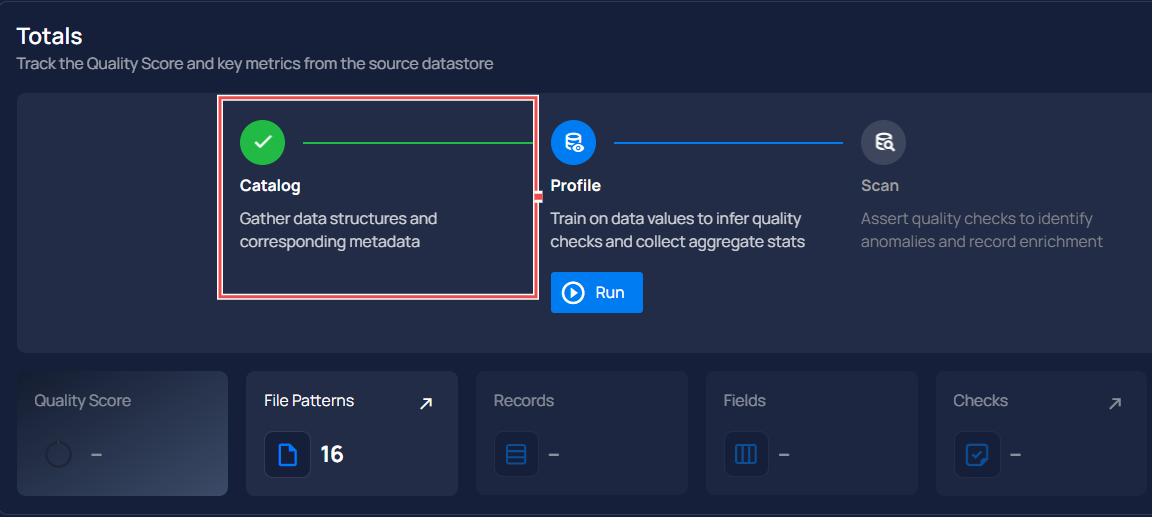 Totals
Track the Quality Score and key metrics from the source datastore
Catalog
Gather data structures and
corresponding metadata
Profile
Train on data values to infer quality
checks and collect aggregate stats
Run
Scan
Assert quality checks to identify
anomalies and record enrichment
Quality Score
–
File Patterns
16
Records
–
Fields
–
Checks
–